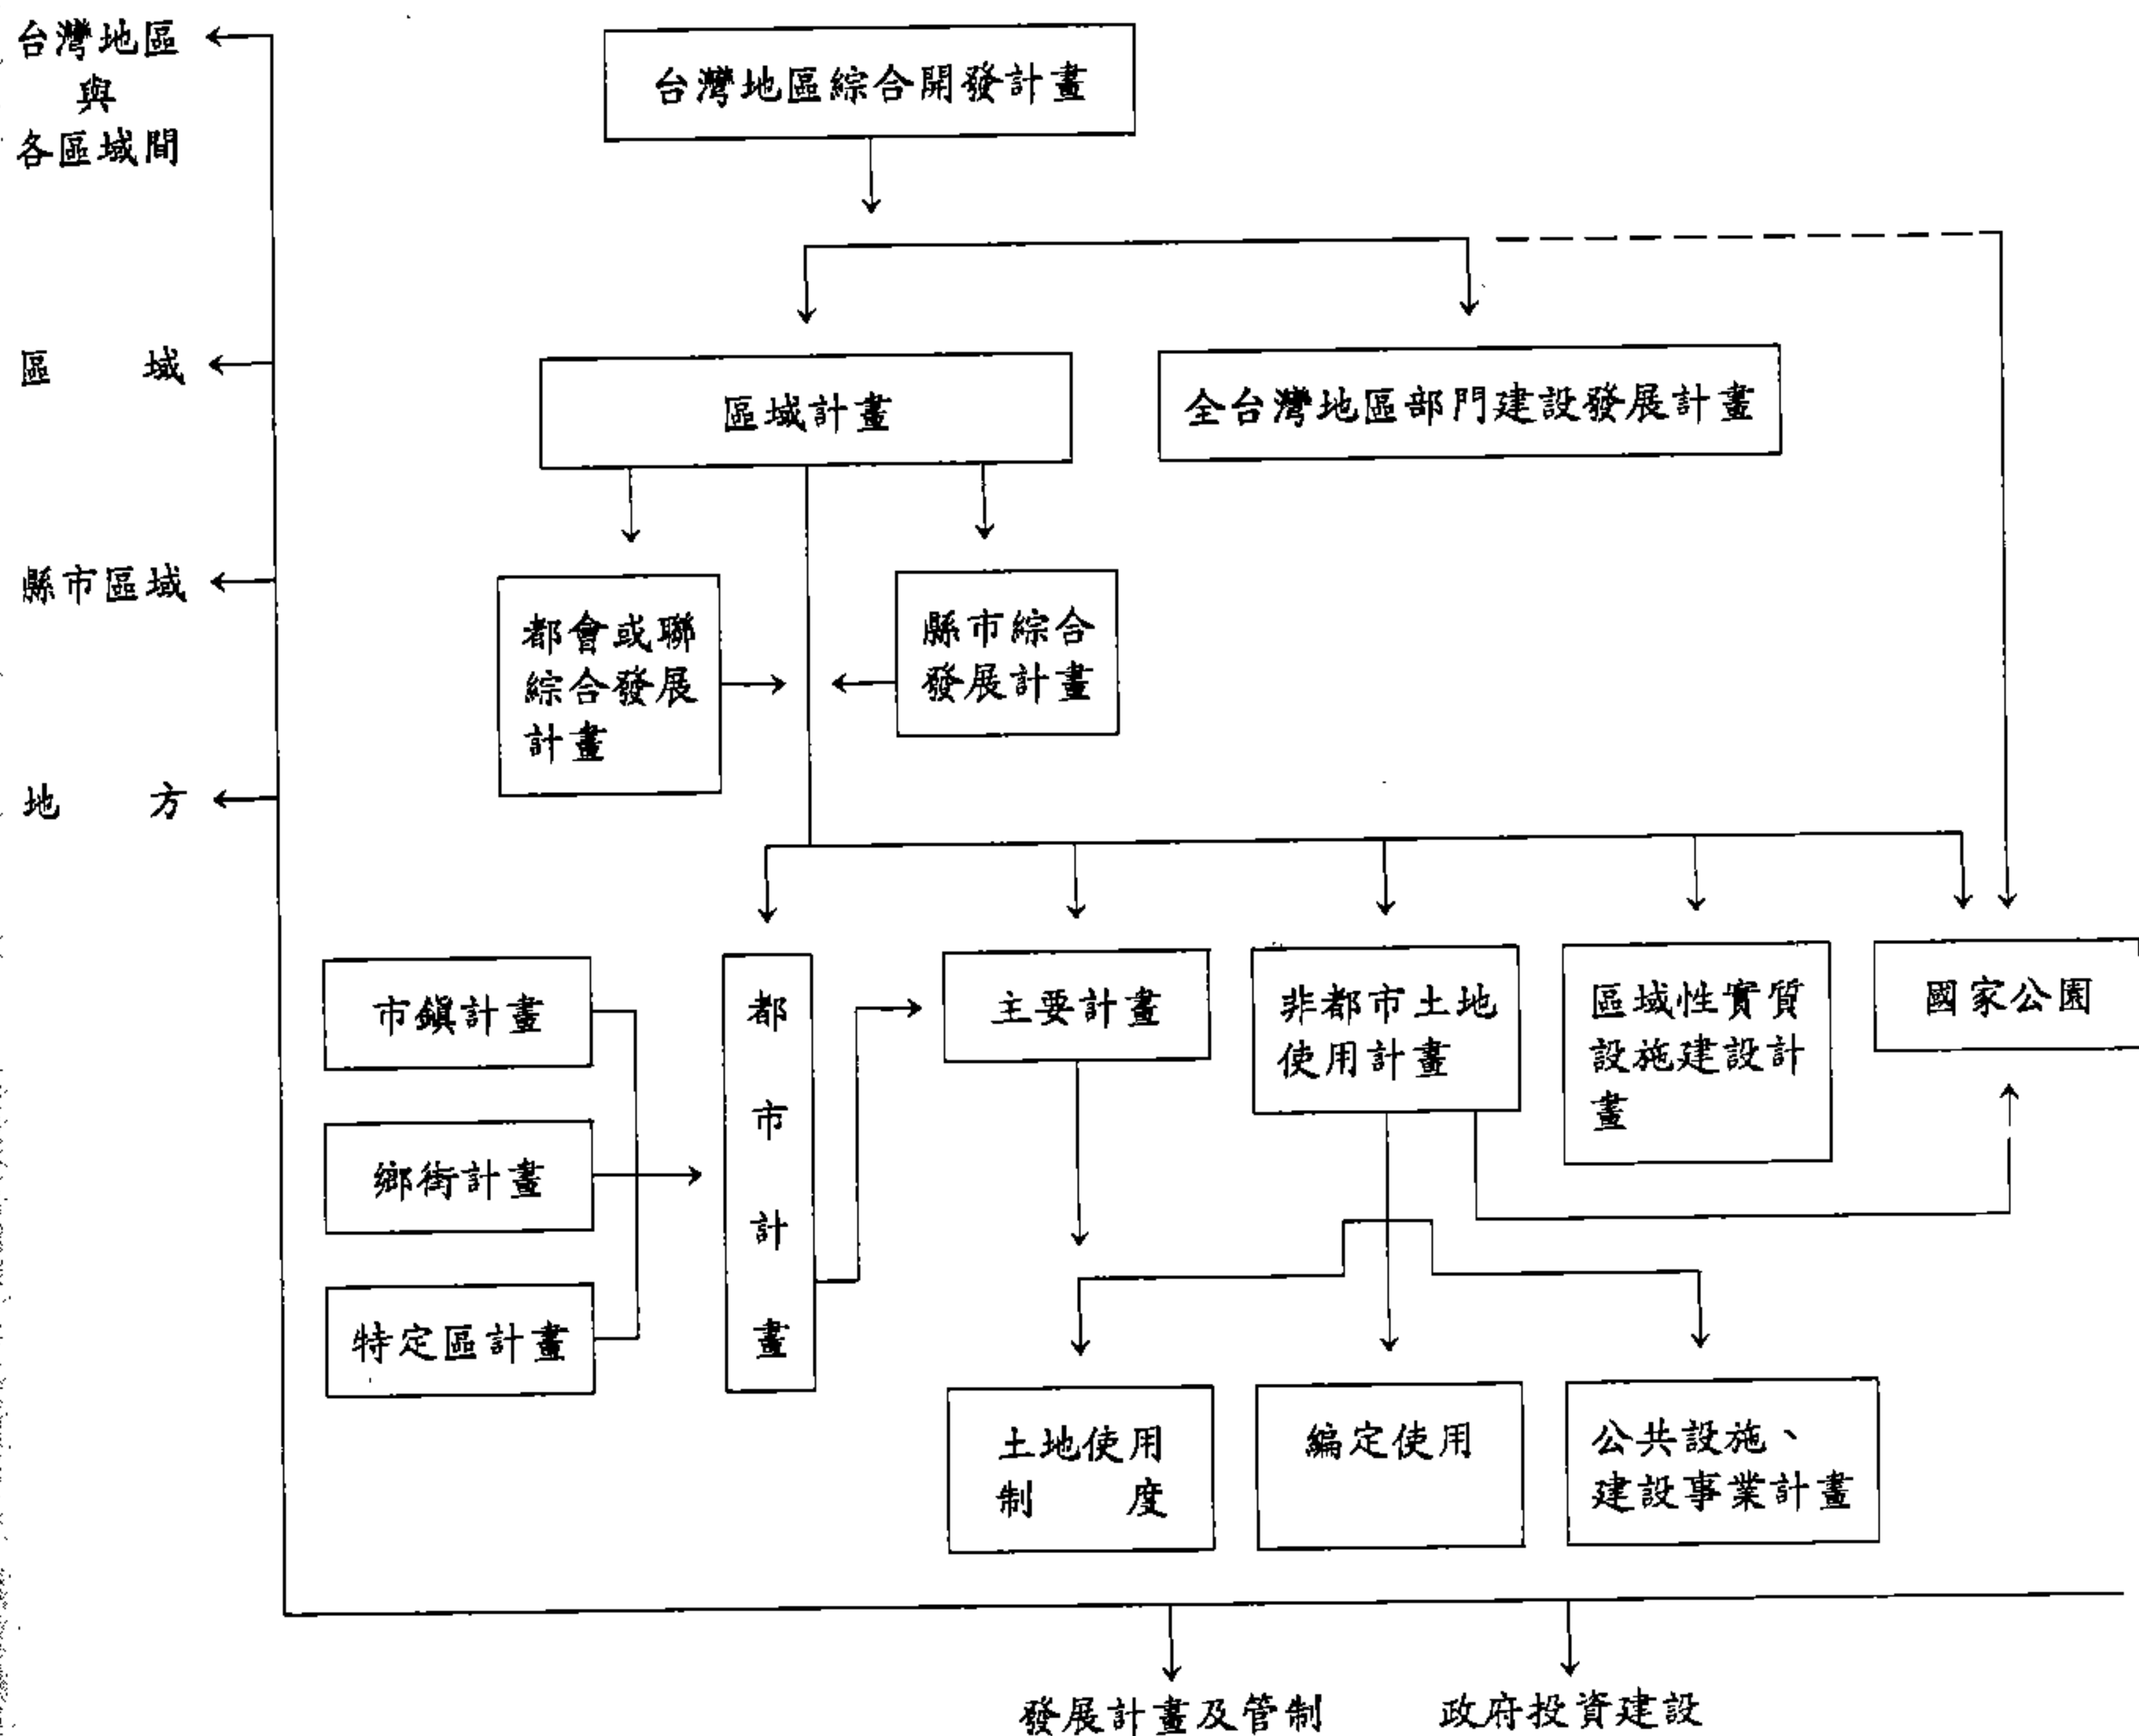 台灣地區
與
各區域間
台灣地區綜合開發計畫
區 域
區域計畫
全台灣地區部門建設發展計畫
縣市區域
都會或聯
綜合發展
計畫
縣市綜合
發展計畫
地 方
市鎮計畫
鄉街計畫
特定區計畫
都
市
計
畫
主要計畫
非都市土地
使用計畫
區域性實質
設施建設計
畫
國家公園
土地使用
制 度
編定使用
公共設施、
建設事業計畫
發展計畫及管制
政府投資建設